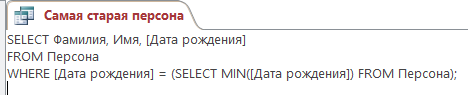 Самая старая персона
SELECT Фамилия, Имя, [Дата рождения]
FROM Персона
WHERE [Дата рождения] = (SELECT MIN([Дата рождения]) FROM Персона);